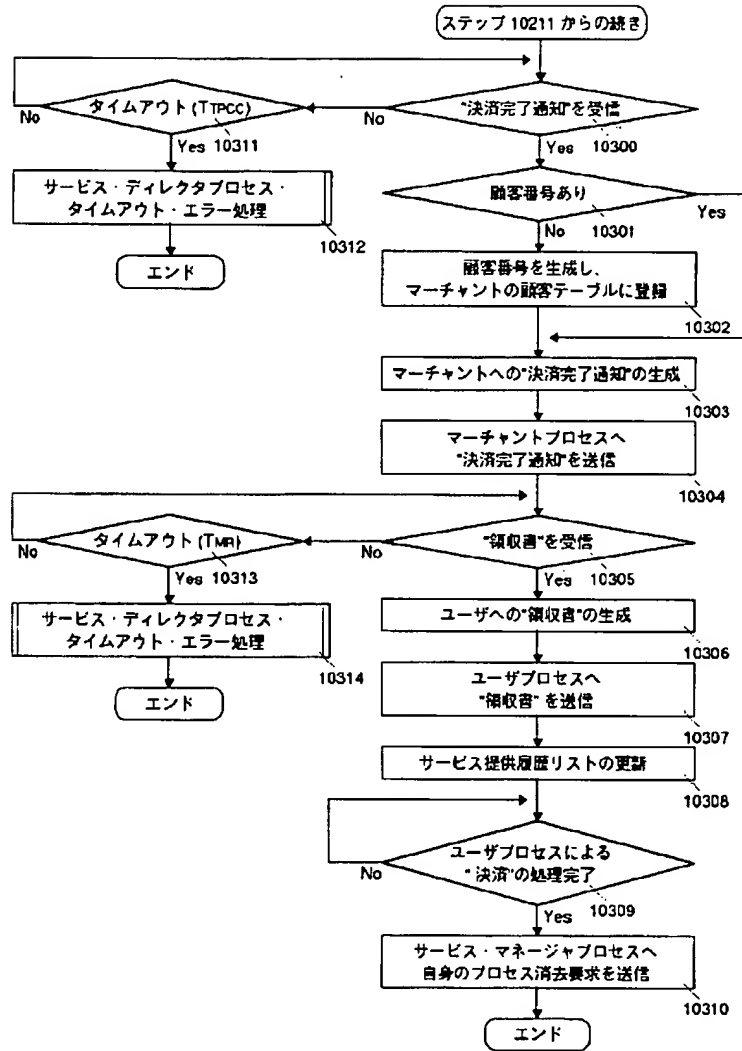 ステップ 10211 からの続き
タイムアウト (TTPCC)
"決済完了通知"を受信
No
No
Yes
10311
Yes
10300
サービス・ディレクタプロセス・
タイムアウト・エラー処理
10312
顧客番号あり
Yes
No
10301
エンド
顧客番号を生成し、
マーチャントの顧客テーブルに登録
10302
マーチャントへの"決済完了通知"の生成
10303
マーチャントプロセスへ
"決済完了通知"を送信
10304
タイムアウト (TMR)
"領収書"を受信
No
No
Yes
10313
Yes
10305
サービス・ディレクタプロセス・
タイムアウト・エラー処理
10314
ユーザへの"領収書"の生成
10306
エンド
ユーザプロセスへ
"領収書" を送信
10307
サービス提供履歴リストの更新
10308
ユーザプロセスによる
"決済"の処理完了
No
10309
Yes
サービス・マネージャプロセスへ
自身のプロセス消去要求を送信
10310
エンド